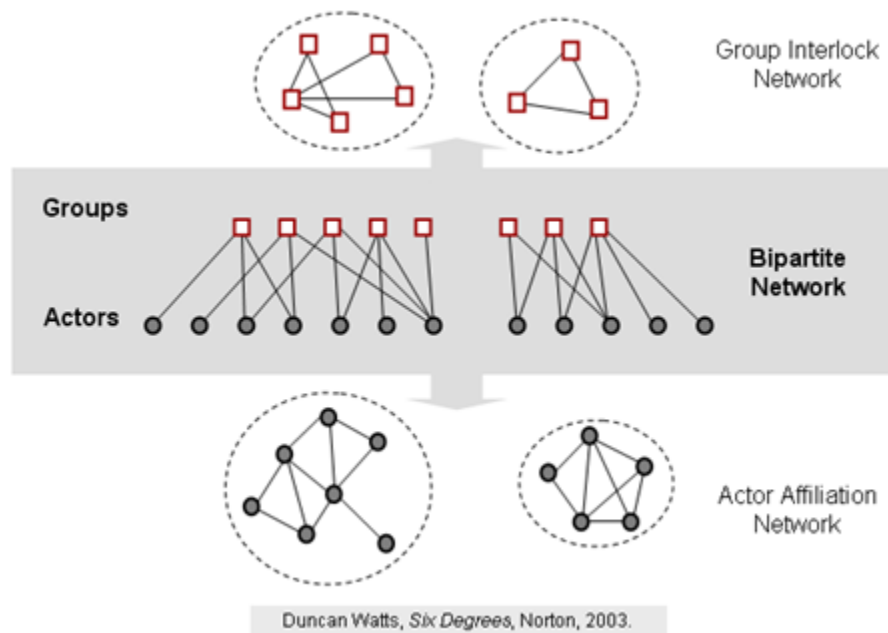 Group Interlock
Network
Groups
Bipartite
Network
Actors
Actor Affiliation
Network
Duncan Watts, Six Degrees, Norton, 2003.